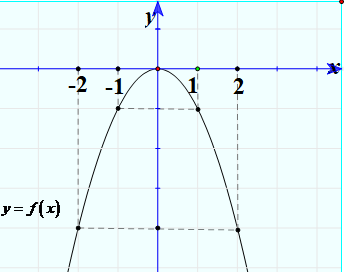 y
x
-2 -1 1 2
y = f(x)